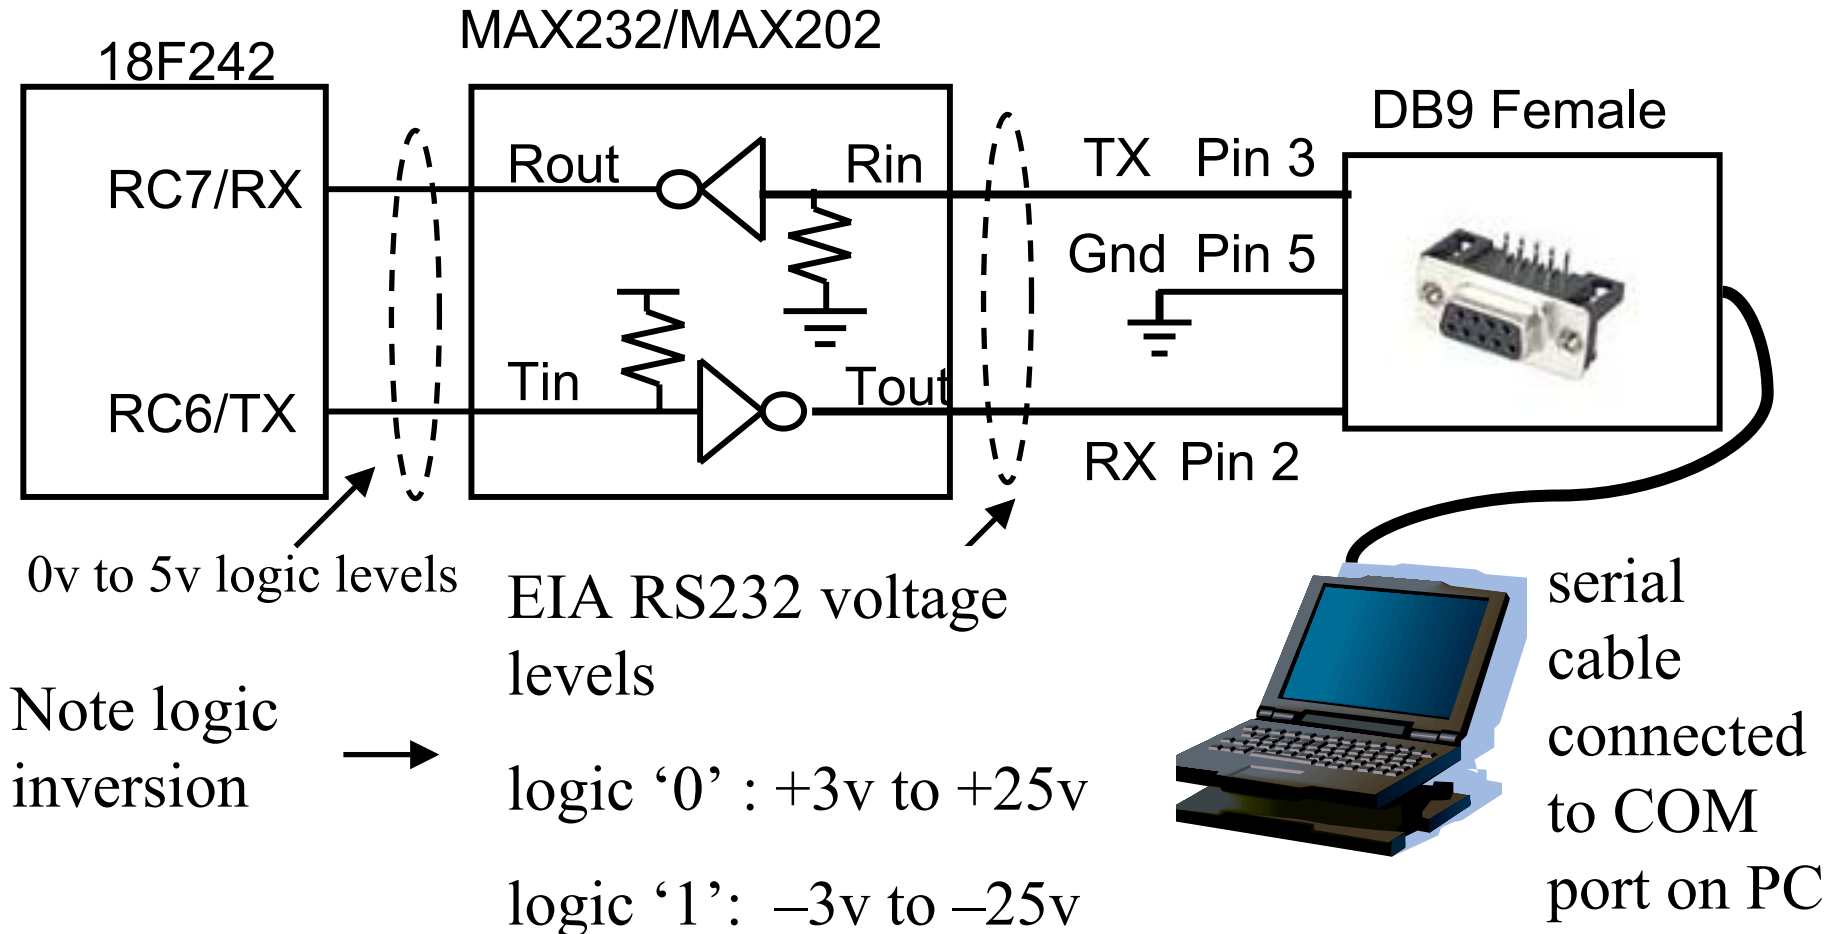 MAX232/MAX202
18F242
DB9 Female
RC7/RX
Rout
Rin
TX Pin 3
Gnd Pin 5
RC6/TX
Tin
Tout
RX Pin 2
0v to 5v logic levels
EIA RS232 voltage
levels
Note logic
inversion
logic ‘0’ : +3v to +25v
logic ‘1’: –3v to –25v
serial
cable
connected
to COM
port on PC